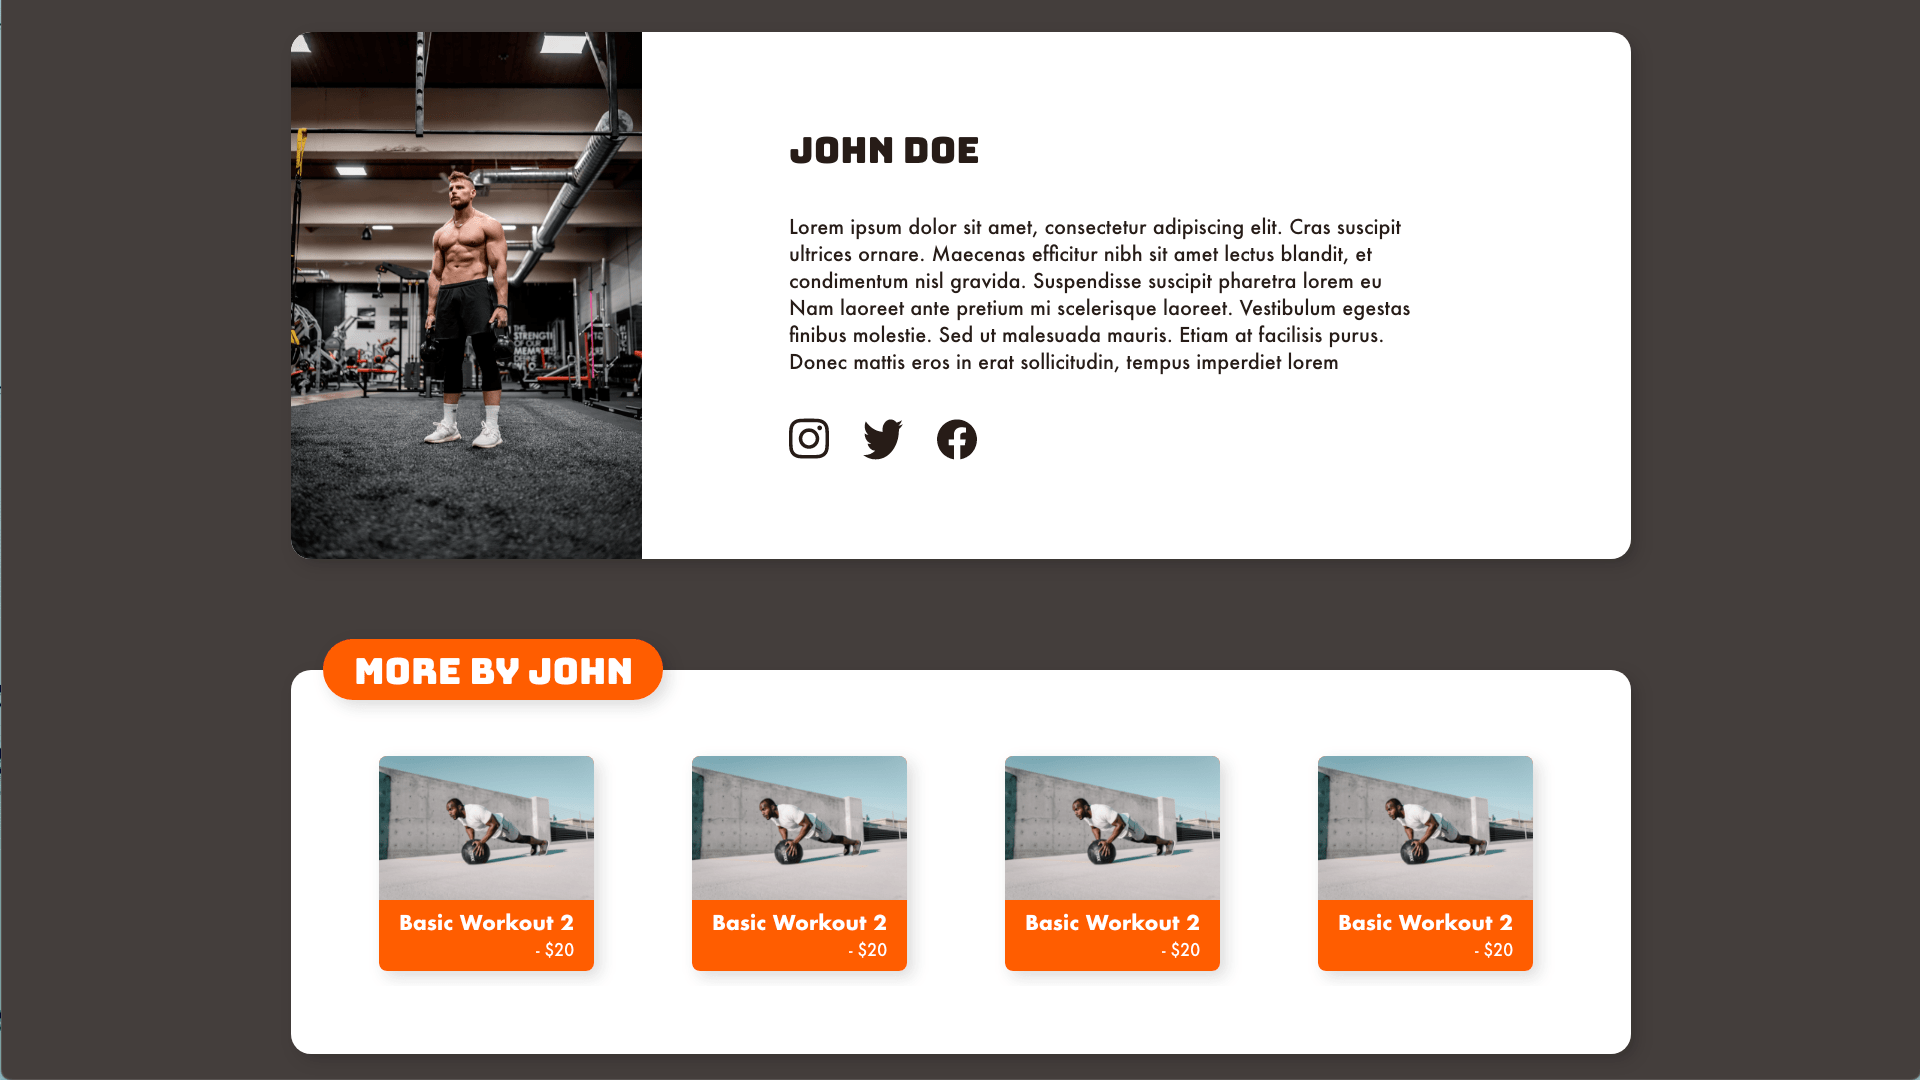 JOHN DOE
Lorem ipsum dolor sit amet, consectetur adipiscing elit. Cras suscipit
ultrices ornare. Maecenas efficitur nibh sit amet lectus blandit, et
condimentum nisl gravida. Suspendisse suscipit pharetra lorem eu
Nam laoreet ante pretium mi scelerisque laoreet. Vestibulum egestas
finibus molestie. Sed ut malesuada mauris. Etiam at facilisis purus.
Donec mattis eros in erat sollicitudin, tempus imperdiet lorem
THE
STRENGTH
OF OUR
MORE BY JOHN
Basic Workout 2
- $20
Basic Workout 2
- $20
Basic Workout 2
- $20
Basic Workout 2
- $20